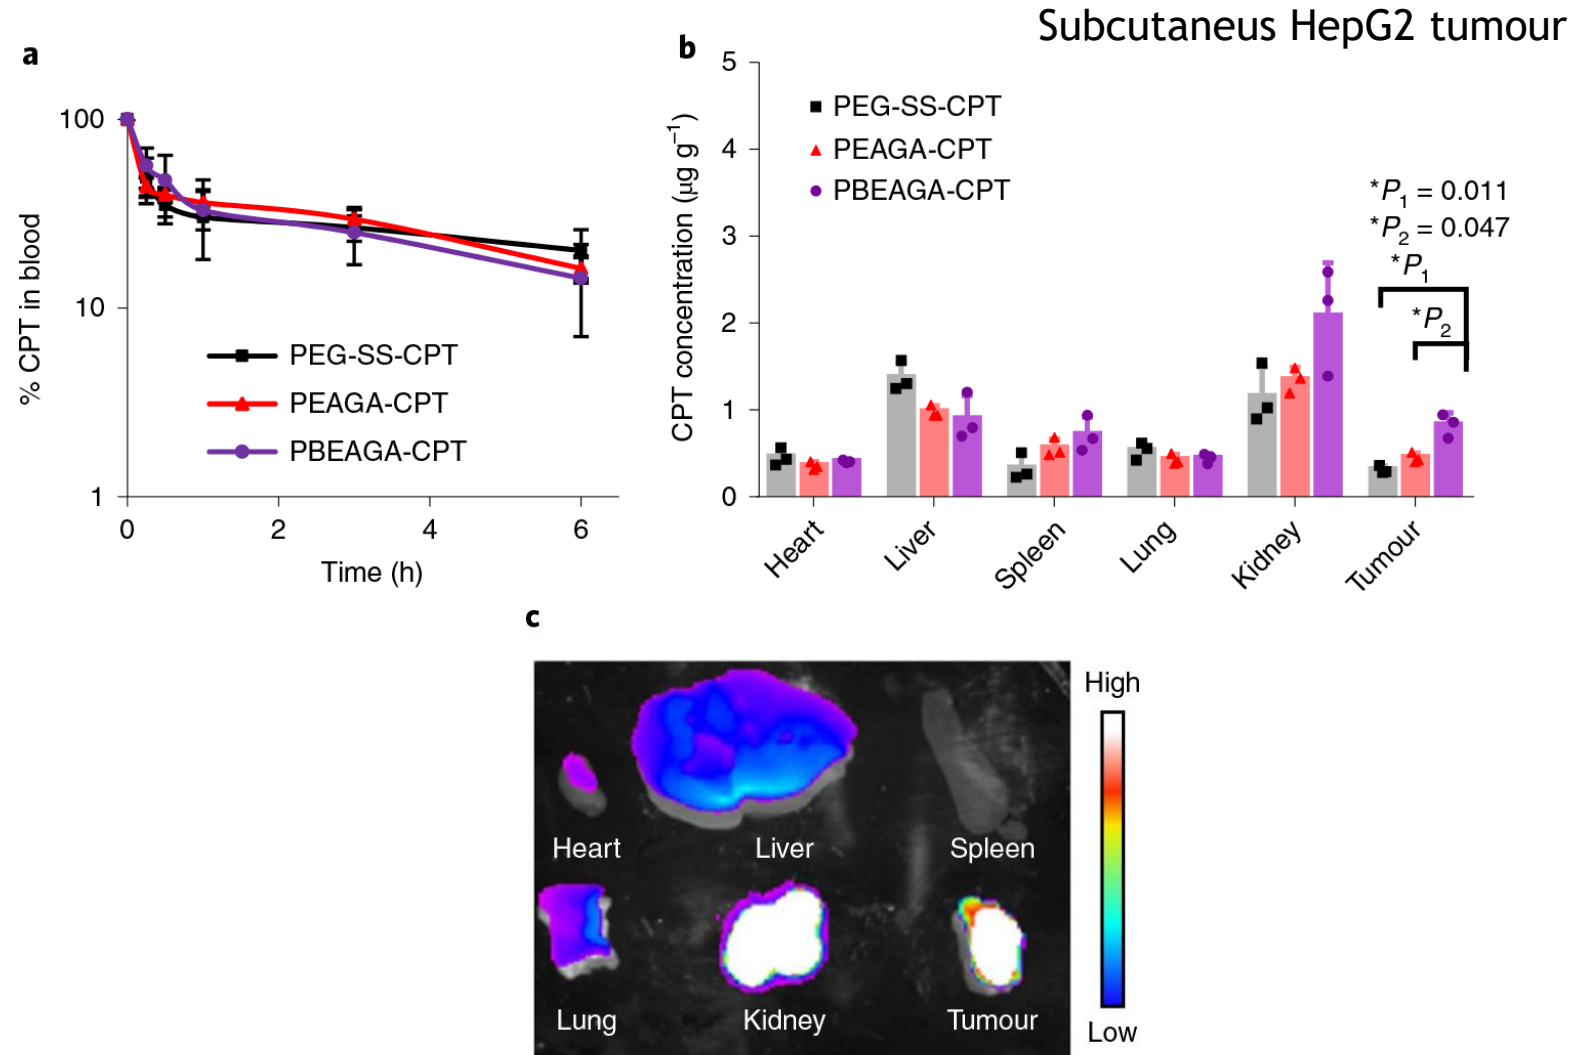 Subcutaneus HepG2 tumour
a
100
10
1
% CPT in blood
PEG-SS-CPT
PEAGA-CPT
PBEAGA-CPT
0
2
4
6
Time (h)
b
5
4
3
2
1
0
CPT concentration (µg g⁻¹)
PEG-SS-CPT
PEAGA-CPT
PBEAGA-CPT
*P₁ = 0.011
*P₂ = 0.047
*P₁
*P₂
Heart
Liver
Spleen
Lung
Kidney
Tumour
c
Heart
Liver
Spleen
Lung
Kidney
Tumour
High
Low